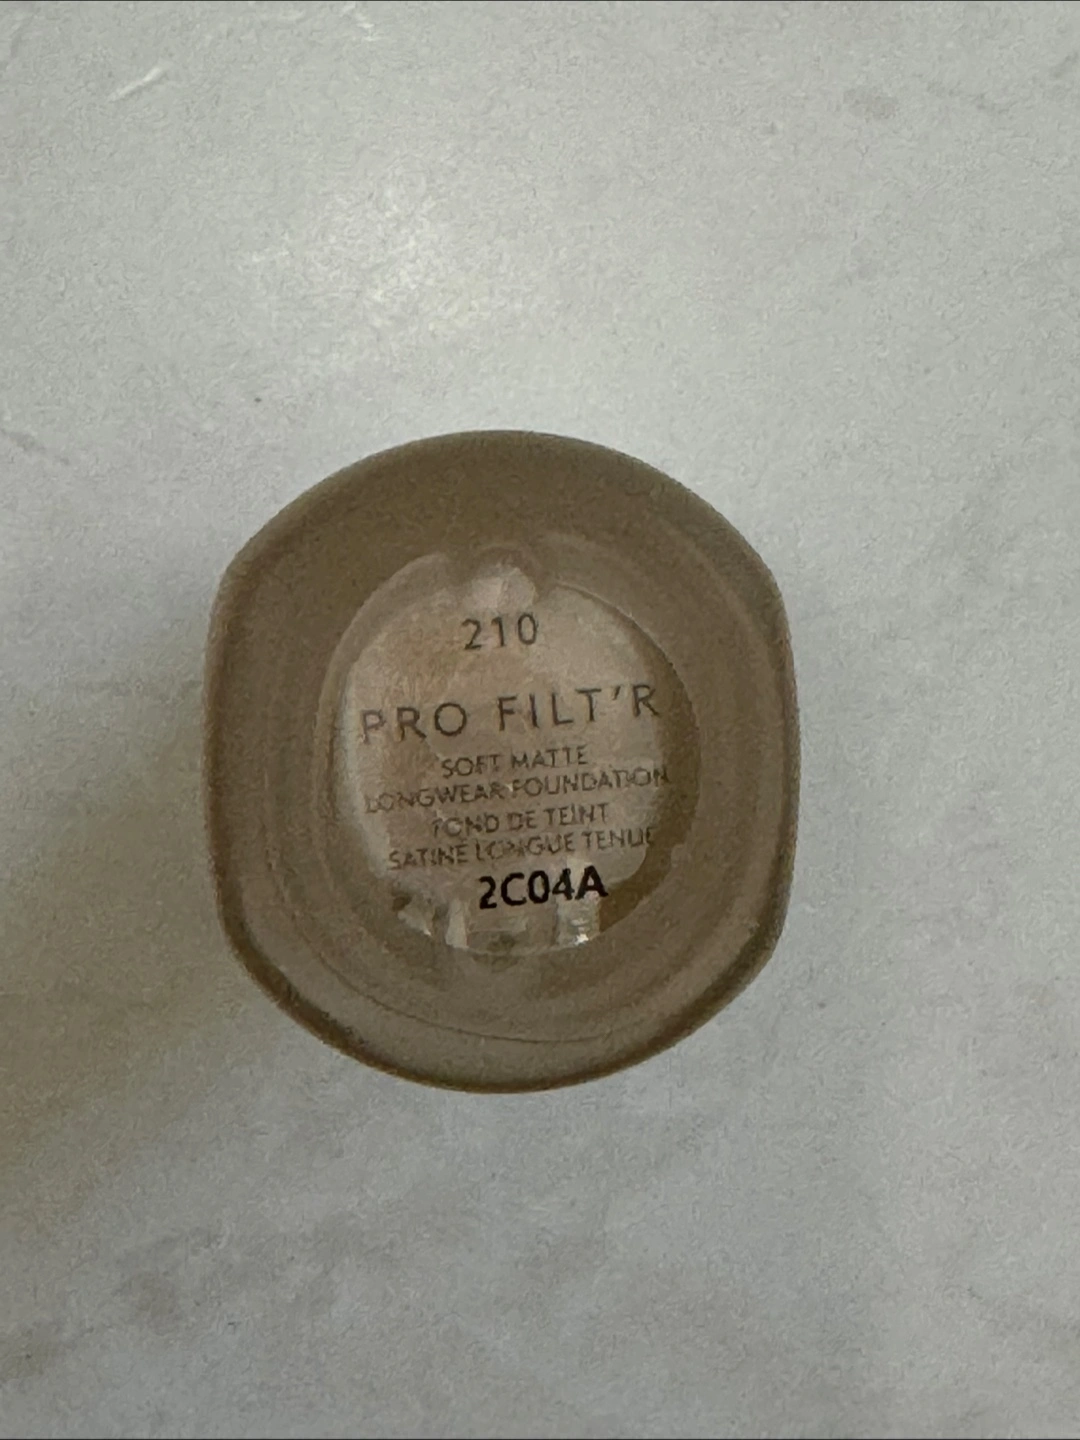 210
PRO FILT'R
SOFT MATTE
LONGWEAR FOUNDATION
FOND DE TEINT
SATINÉ LONGUE TENUE
2C04A